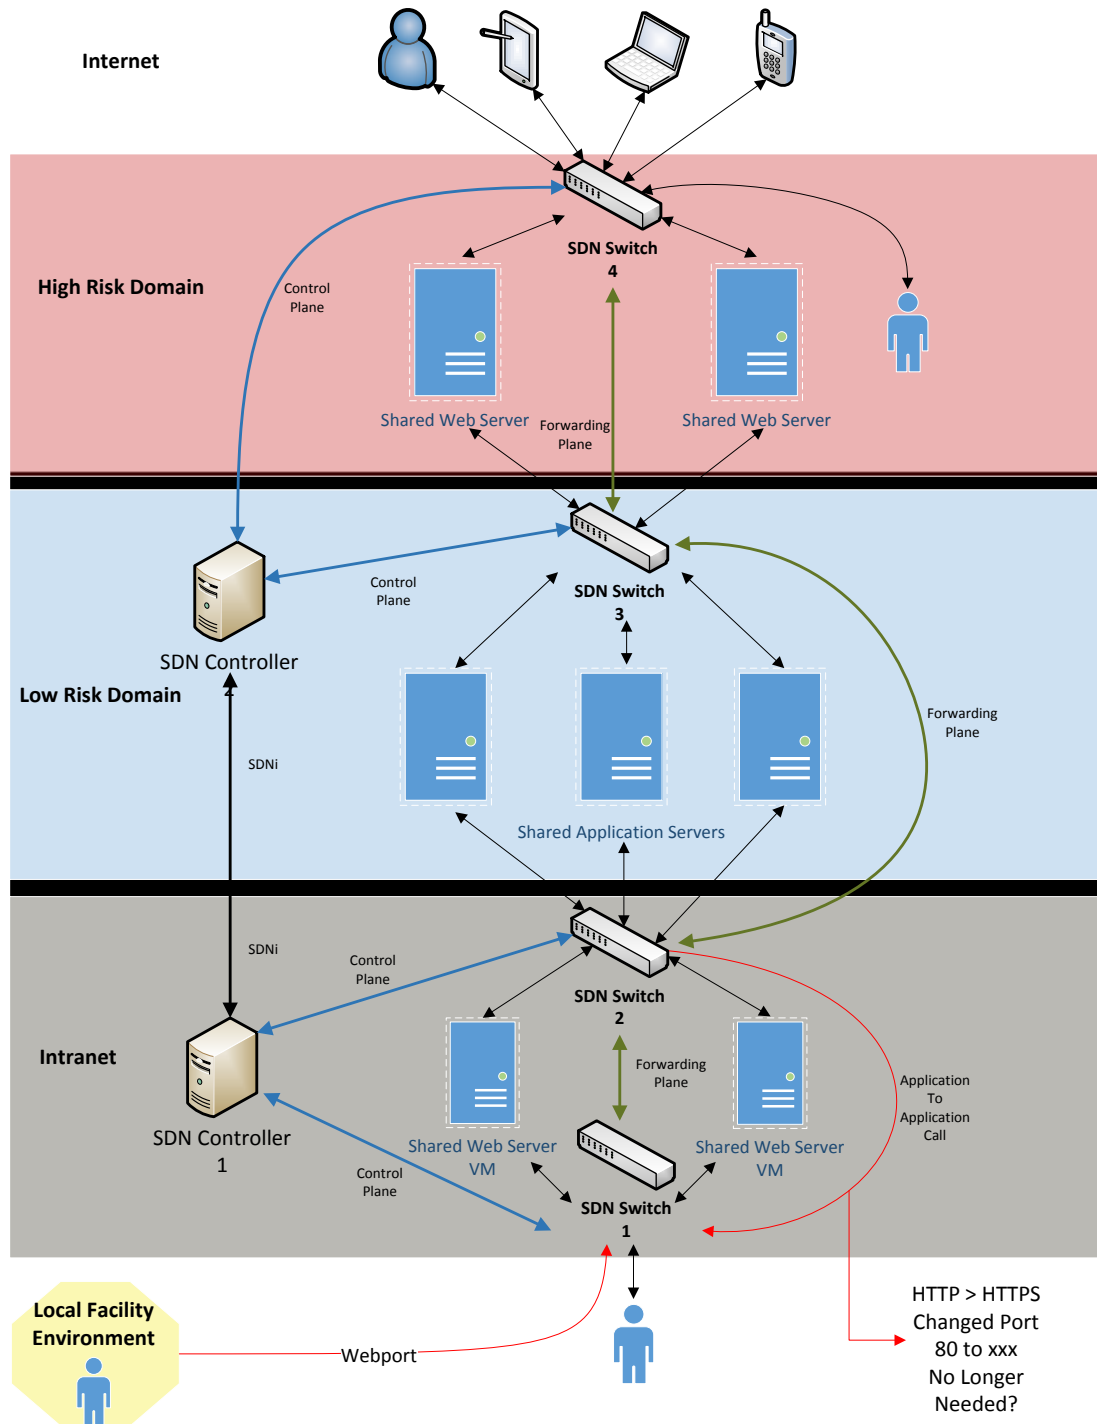 Internet
SDN Switch
4
High Risk Domain
Control
Plane
Shared Web Server
Forwarding
Plane
Shared Web Server
Control
Plane
SDN Switch
3
SDN Controller
2
Low Risk Domain
Forwarding
Plane
SDNi
Shared Application Servers
SDNi
Control
Plane
SDN Switch
2
Intranet
Forwarding
Plane
Application
To
Application
Call
SDN Controller
1
Shared Web Server
VM
Shared Web Server
VM
Control
Plane
SDN Switch
1
Local Facility
Environment
Webport
HTTP > HTTPS
Changed Port
80 to xxx
No Longer
Needed?